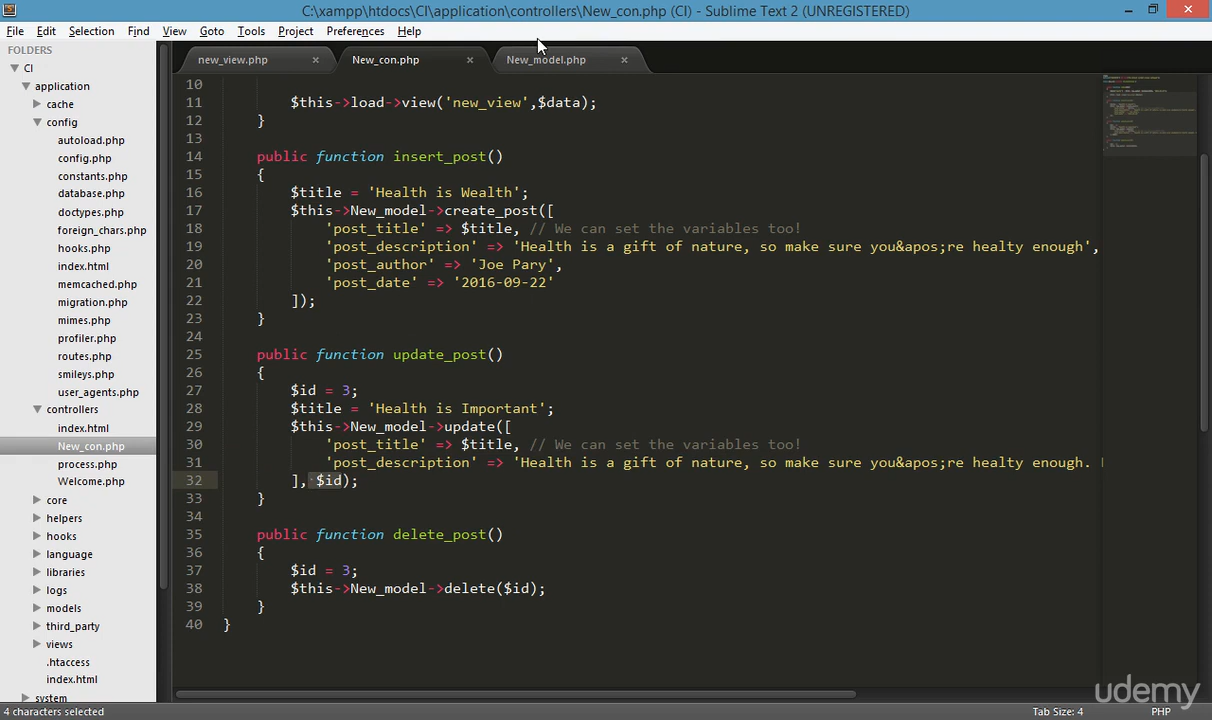 C:\xampp\htdocs\CI\application\controllers\New_con.php (CI) - Sublime Text 2 (UNREGISTERED)
File Edit Selection Find View Goto Tools Project Preferences Help
FOLDERS
CI
application
cache
config
autoload.php
config.php
constants.php
database.php
doctypes.php
foreign_chars.php
hooks.php
index.html
memcached.php
migration.php
mimes.php
profiler.php
routes.php
smileys.php
user_agents.php
controllers
index.html
New_con.php
process.php
Welcome.php
core
helpers
hooks
language
libraries
logs
models
third_party
views
.htaccess
index.html
system
new_view.php New_con.php New_model.php
10
11 $this->load->view('new_view',$data);
12 }
13
14 public function insert_post()
15 {
16 $title = 'Health is Wealth';
17 $this->New_model->create_post([
18 'post_title' => $title, // We can set the variables too!
19 'post_description' => 'Health is a gift of nature, so make sure you&apos;re healty enough',
20 'post_author' => 'Joe Pary',
21 'post_date' => '2016-09-22'
22 ]);
23 }
24
25 public function update_post()
26 {
27 $id = 3;
28 $title = 'Health is Important';
29 $this->New_model->update([
30 'post_title' => $title, // We can set the variables too!
31 'post_description' => 'Health is a gift of nature, so make sure you&apos;re healty enough.
32 ], $id);
33 }
34
35 public function delete_post()
36 {
37 $id = 3;
38 $this->New_model->delete($id);
39 }
40 }
udemy
4 characters selected Tab Size: 4 PHP